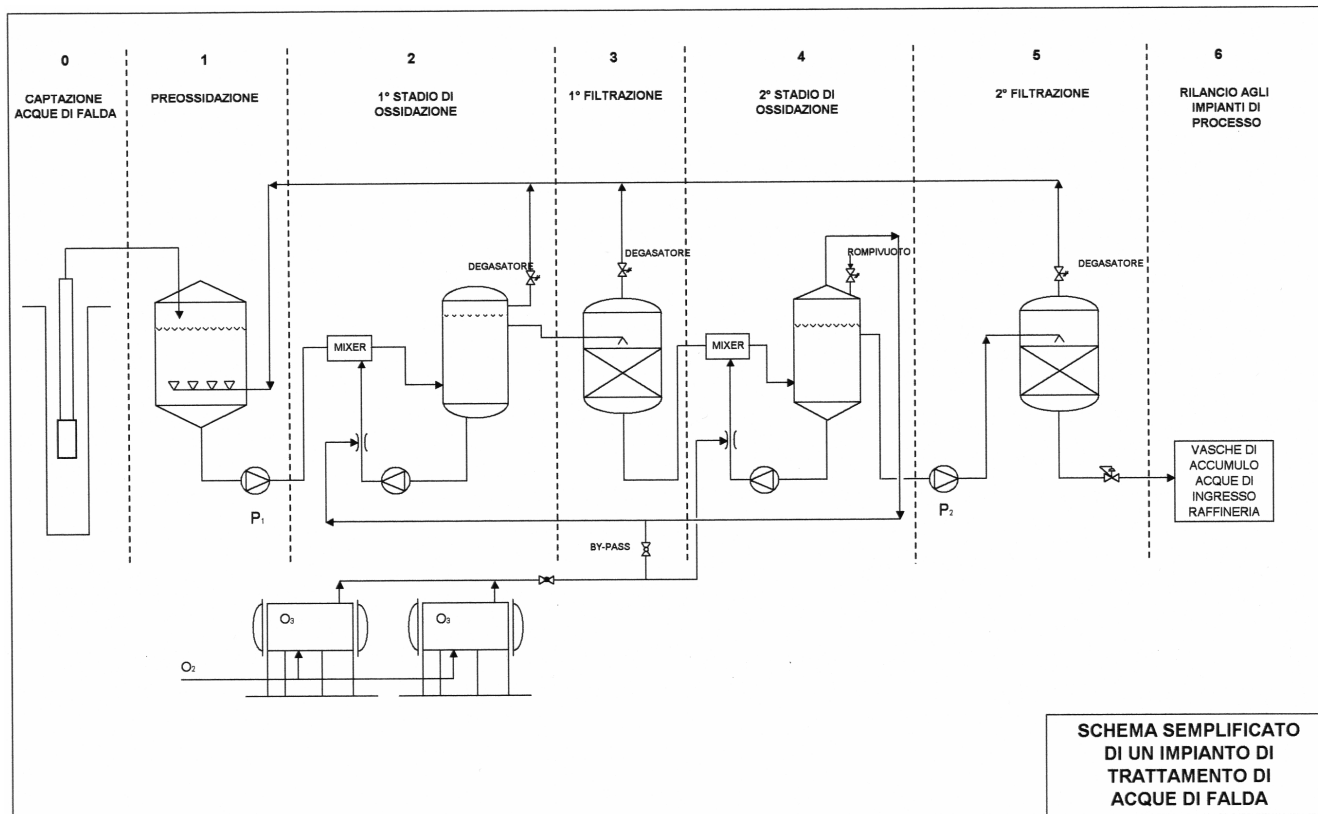 0
CAPTAZIONE
ACQUE DI FALDA
1
PREOSSIDAZIONE
2
1° STADIO DI
OSSIDAZIONE
3
1° FILTRAZIONE
4
2° STADIO DI
OSSIDAZIONE
5
2° FILTRAZIONE
6
RILANCIO AGLI
IMPIANTI DI
PROCESSO
DEGASATORE
DEGASATORE
ROMPIVUOTO
DEGASATORE
MIXER
MIXER
P1
P2
VASCHE DI
ACCUMULO
ACQUE DI
INGRESSO
RAFFINERIA
BY-PASS
O3
O3
O2
SCHEMA SEMPLIFICATO
DI UN IMPIANTO DI
TRATTAMENTO DI
ACQUE DI FALDA